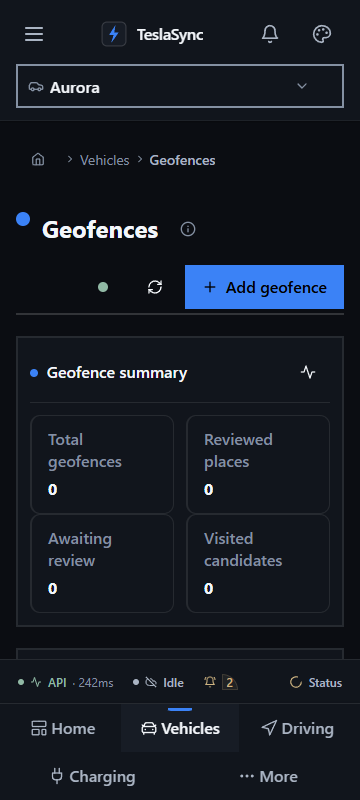 TeslaSync
Aurora
Vehicles
Geofences
Geofences
Add geofence
Geofence summary
Total
geofences
0
Reviewed
places
0
Awaiting
review
0
Visited
candidates
0
API · 242ms
Idle
2
Status
Home
Vehicles
Driving
Charging
More